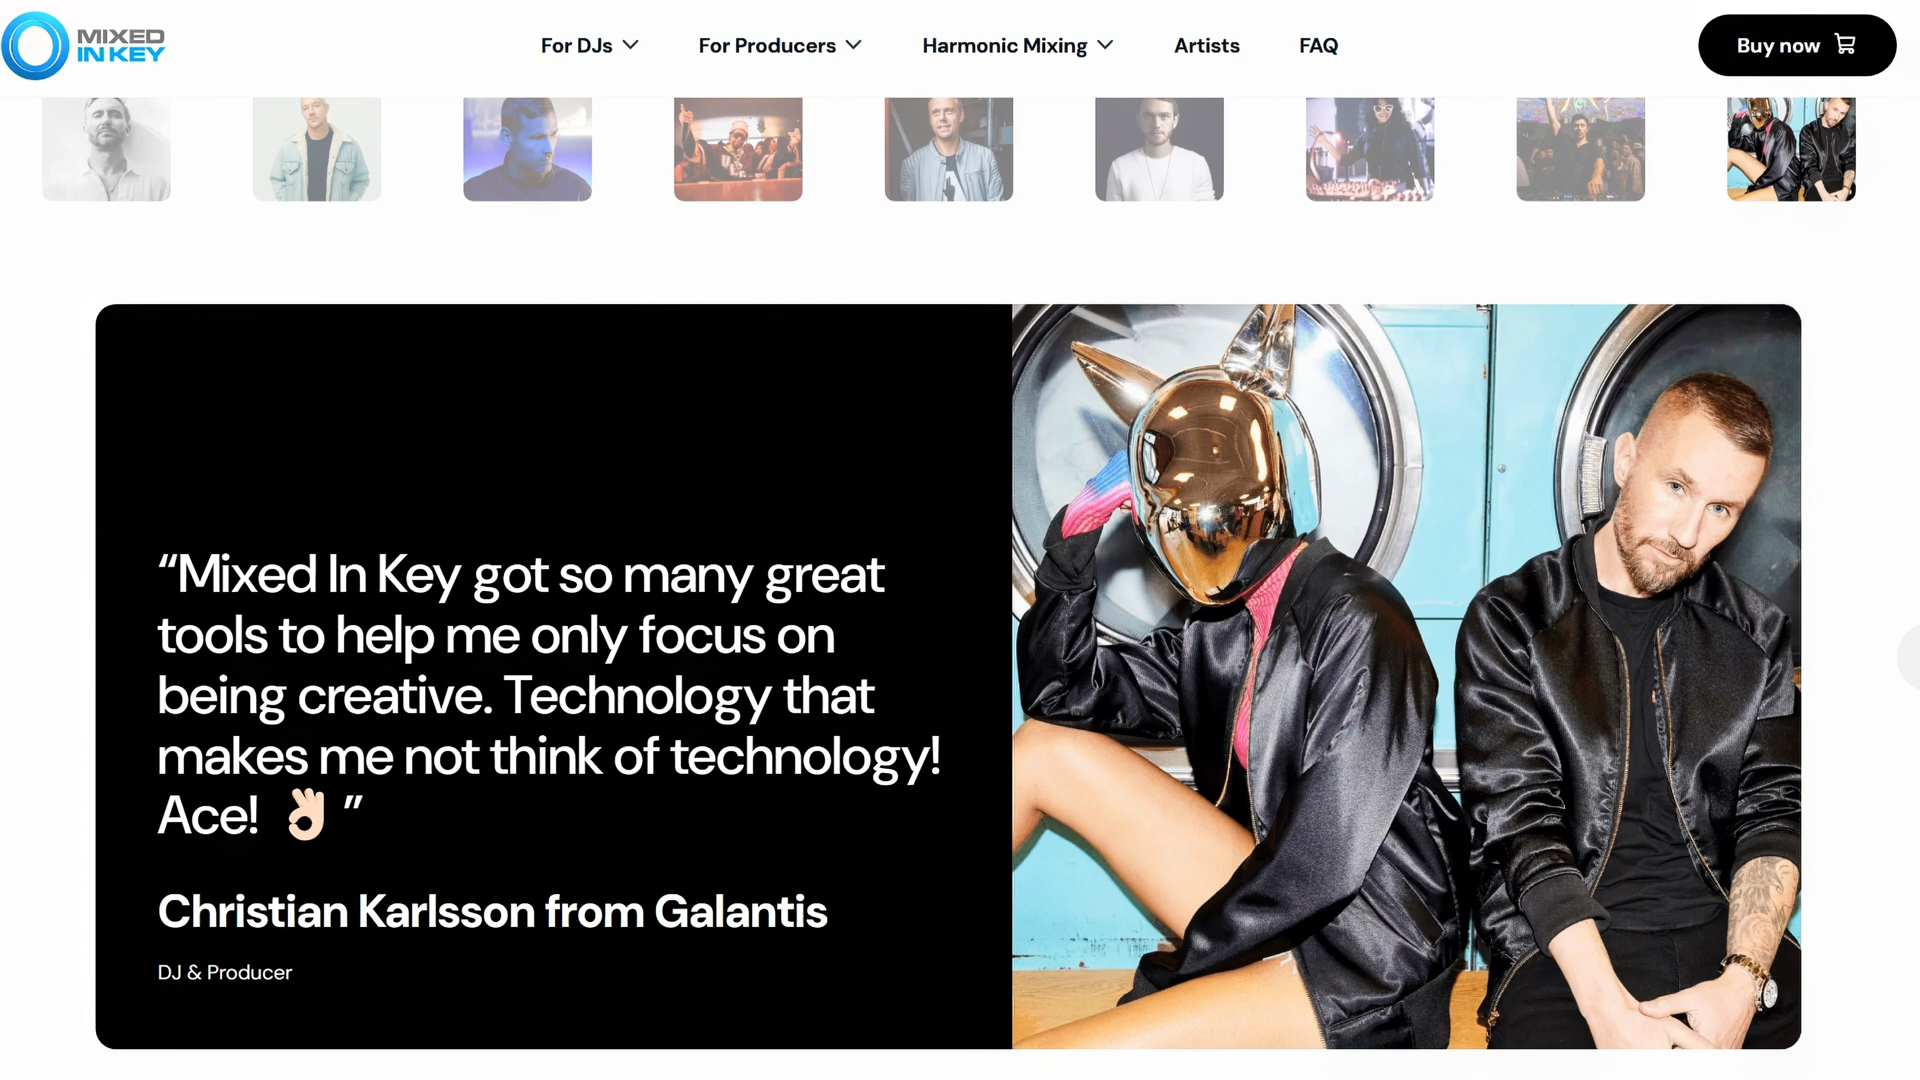 MIXED
IN KEY
For DJs
For Producers
Harmonic Mixing
Artists
FAQ
Buy now
“Mixed In Key got so many great
tools to help me only focus on
being creative. Technology that
makes me not think of technology!
Ace! 👌🏻 ”
Christian Karlsson from Galantis
DJ & Producer